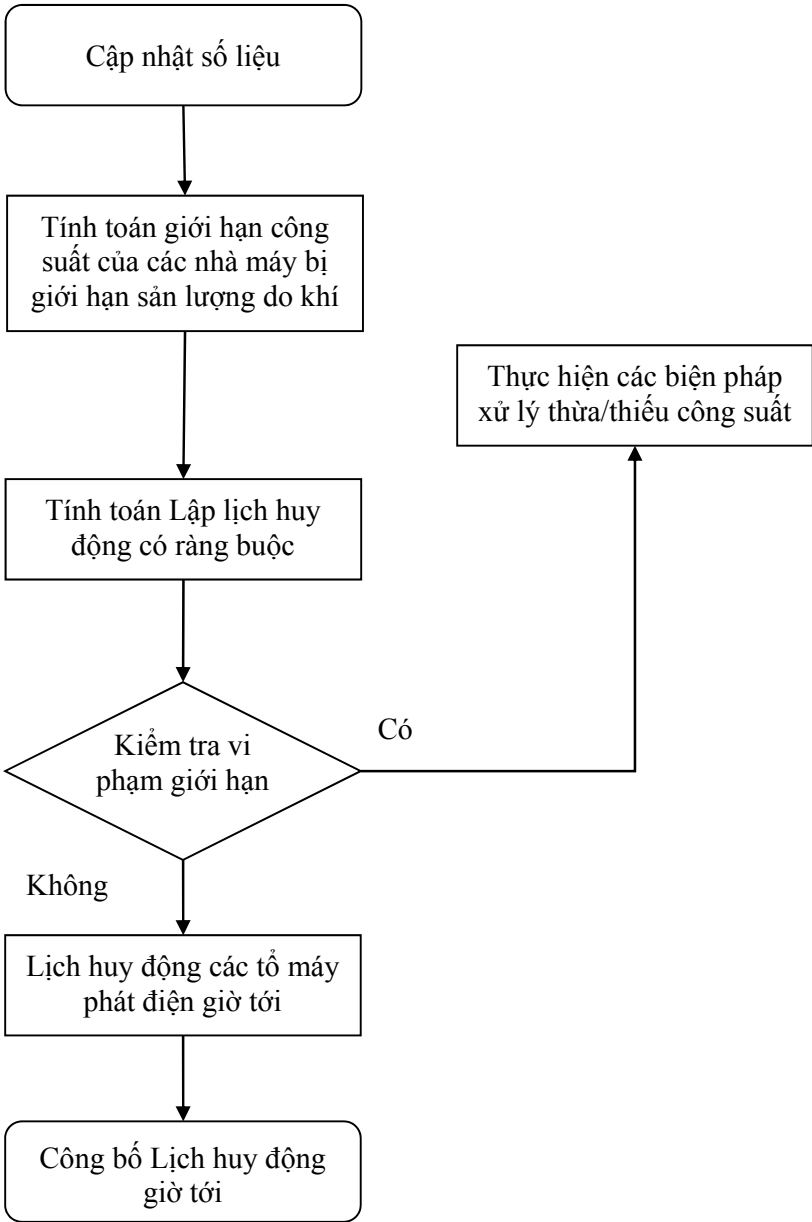 Cập nhật số liệu
Tính toán giới hạn công
suất của các nhà máy bị
giới hạn sản lượng do khí
Thực hiện các biện pháp
xử lý thừa/thiếu công suất
Tính toán Lập lịch huy
động có ràng buộc
Kiểm tra vi
phạm giới hạn
Có
Không
Lịch huy động các tổ máy
phát điện giờ tới
Công bố Lịch huy động
giờ tới